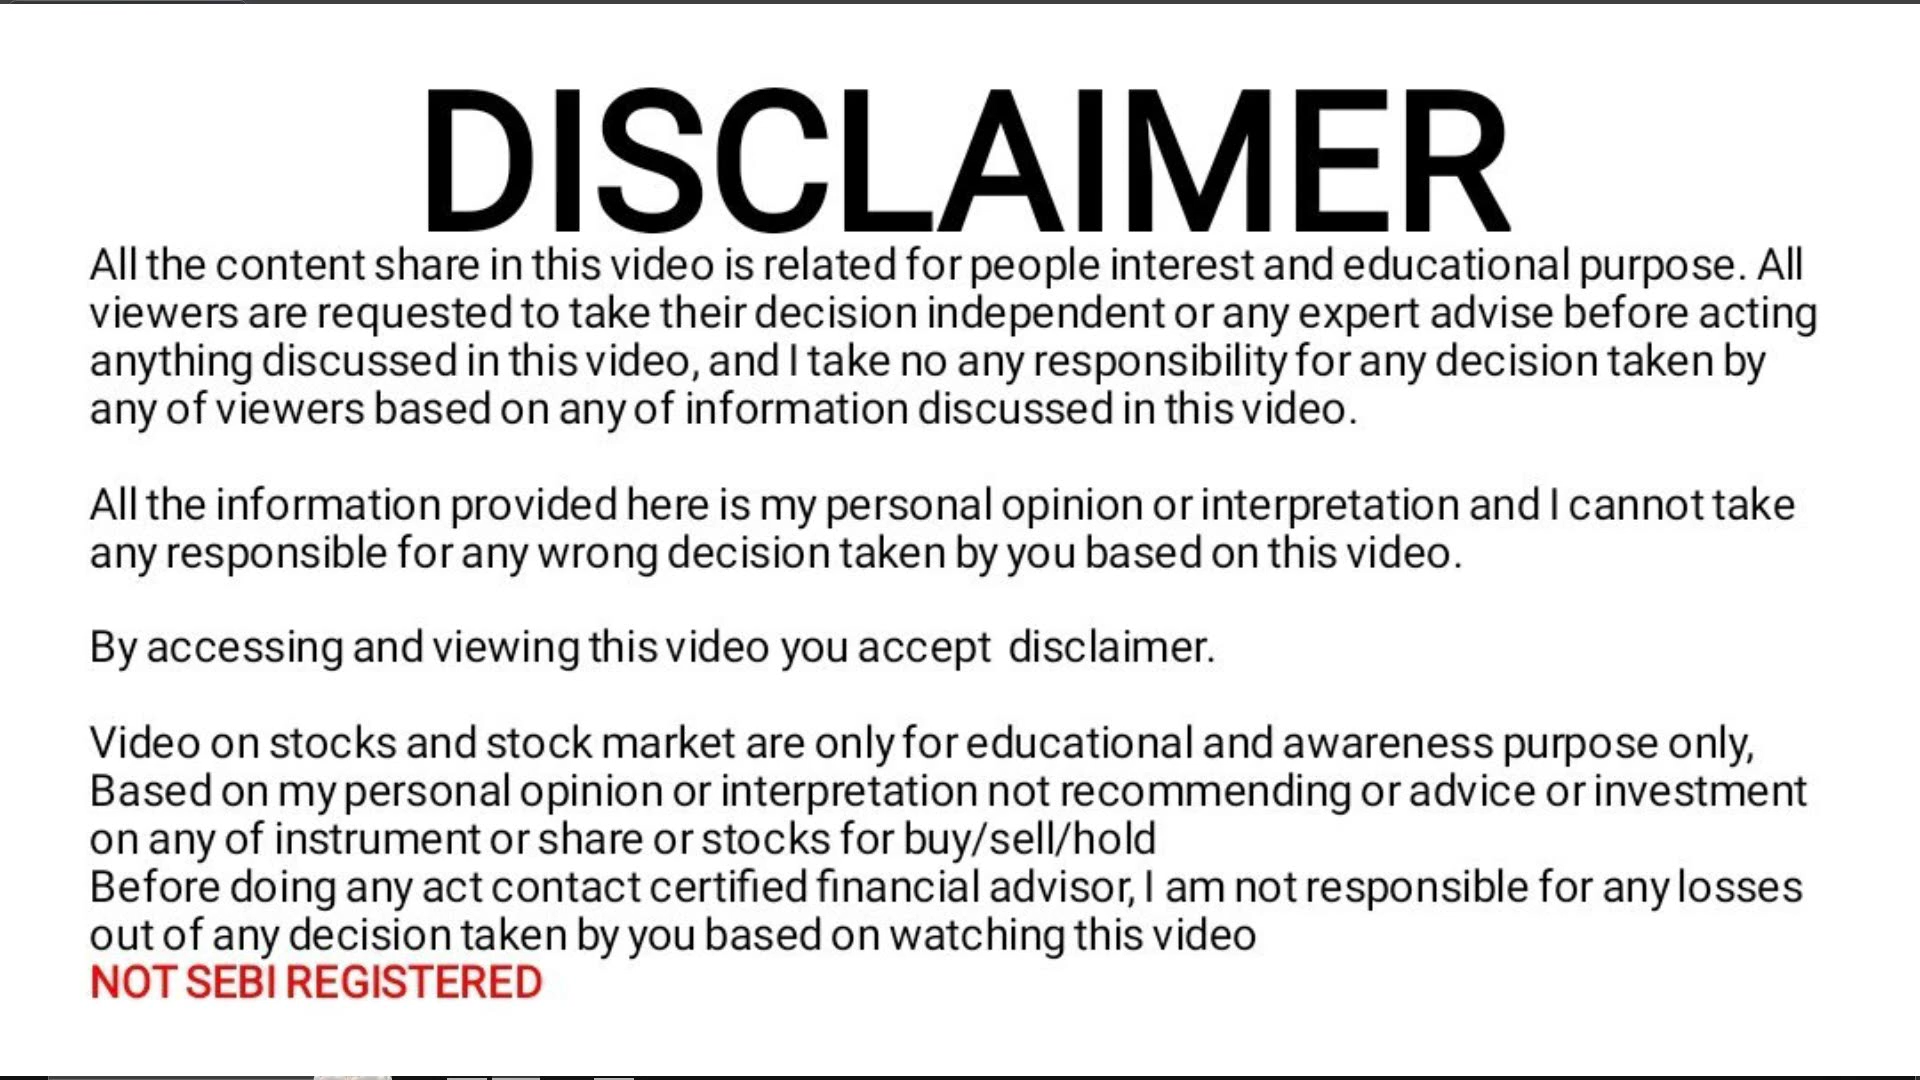 DISCLAIMER
All the content share in this video is related for people interest and educational purpose. All
viewers are requested to take their decision independent or any expert advise before acting
anything discussed in this video, and I take no any responsibility for any decision taken by
any of viewers based on any of information discussed in this video.
All the information provided here is my personal opinion or interpretation and I cannot take
any responsible for any wrong decision taken by you based on this video.
By accessing and viewing this video you accept disclaimer.
Video on stocks and stock market are only for educational and awareness purpose only,
Based on my personal opinion or interpretation not recommending or advice or investment
on any of instrument or share or stocks for buy/sell/hold
Before doing any act contact certified financial advisor, I am not responsible for any losses
out of any decision taken by you based on watching this video
NOT SEBI REGISTERED